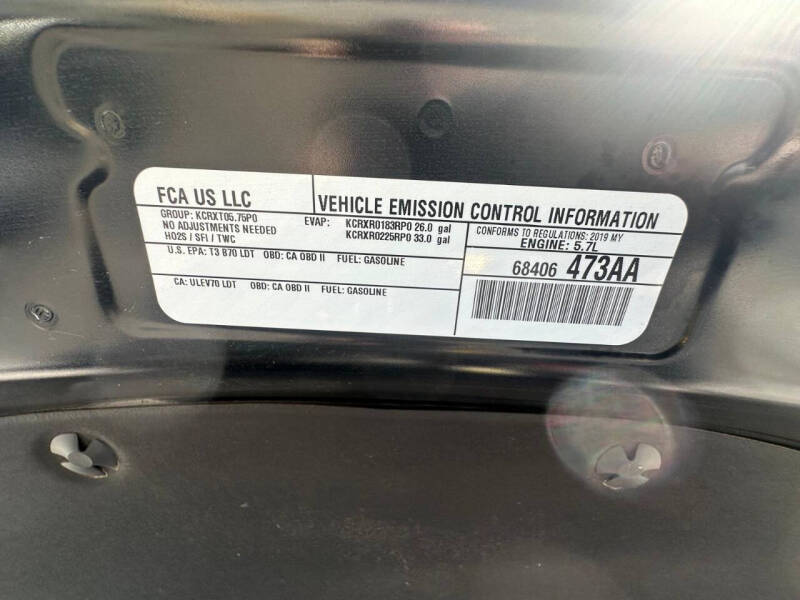 FCA US LLC
VEHICLE EMISSION CONTROL INFORMATION
GROUP: KCRXT05.75P0
NO ADJUSTMENTS NEEDED
HO2S / SFI / TWC
EVAP: KCRXR0183RP0 26.0 gal
KCRXR0225RP0 33.0 gal
CONFORMS TO REGULATIONS: 2019 MY
ENGINE: 5.7L
U.S. EPA: T3 B70 LDT OBD: CA OBD II FUEL: GASOLINE
CA: ULEV70 LDT OBD: CA OBD II FUEL: GASOLINE
68406 473AA